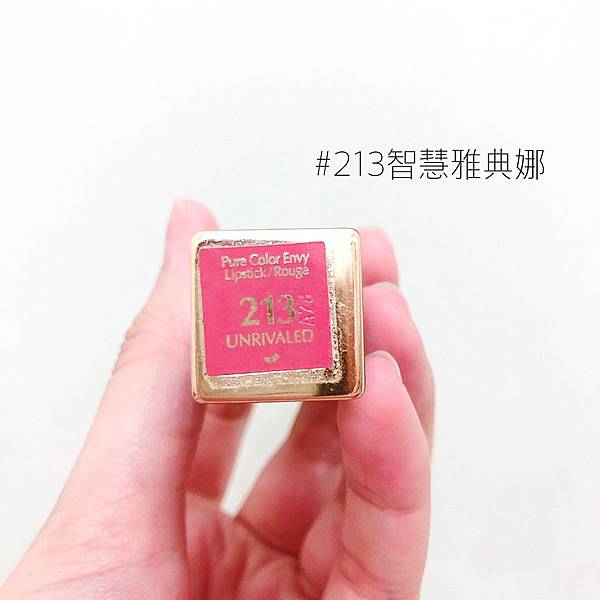 #213智慧雅典娜
Pure Color Envy
Lipstick/Rouge
213
UNRIVALED